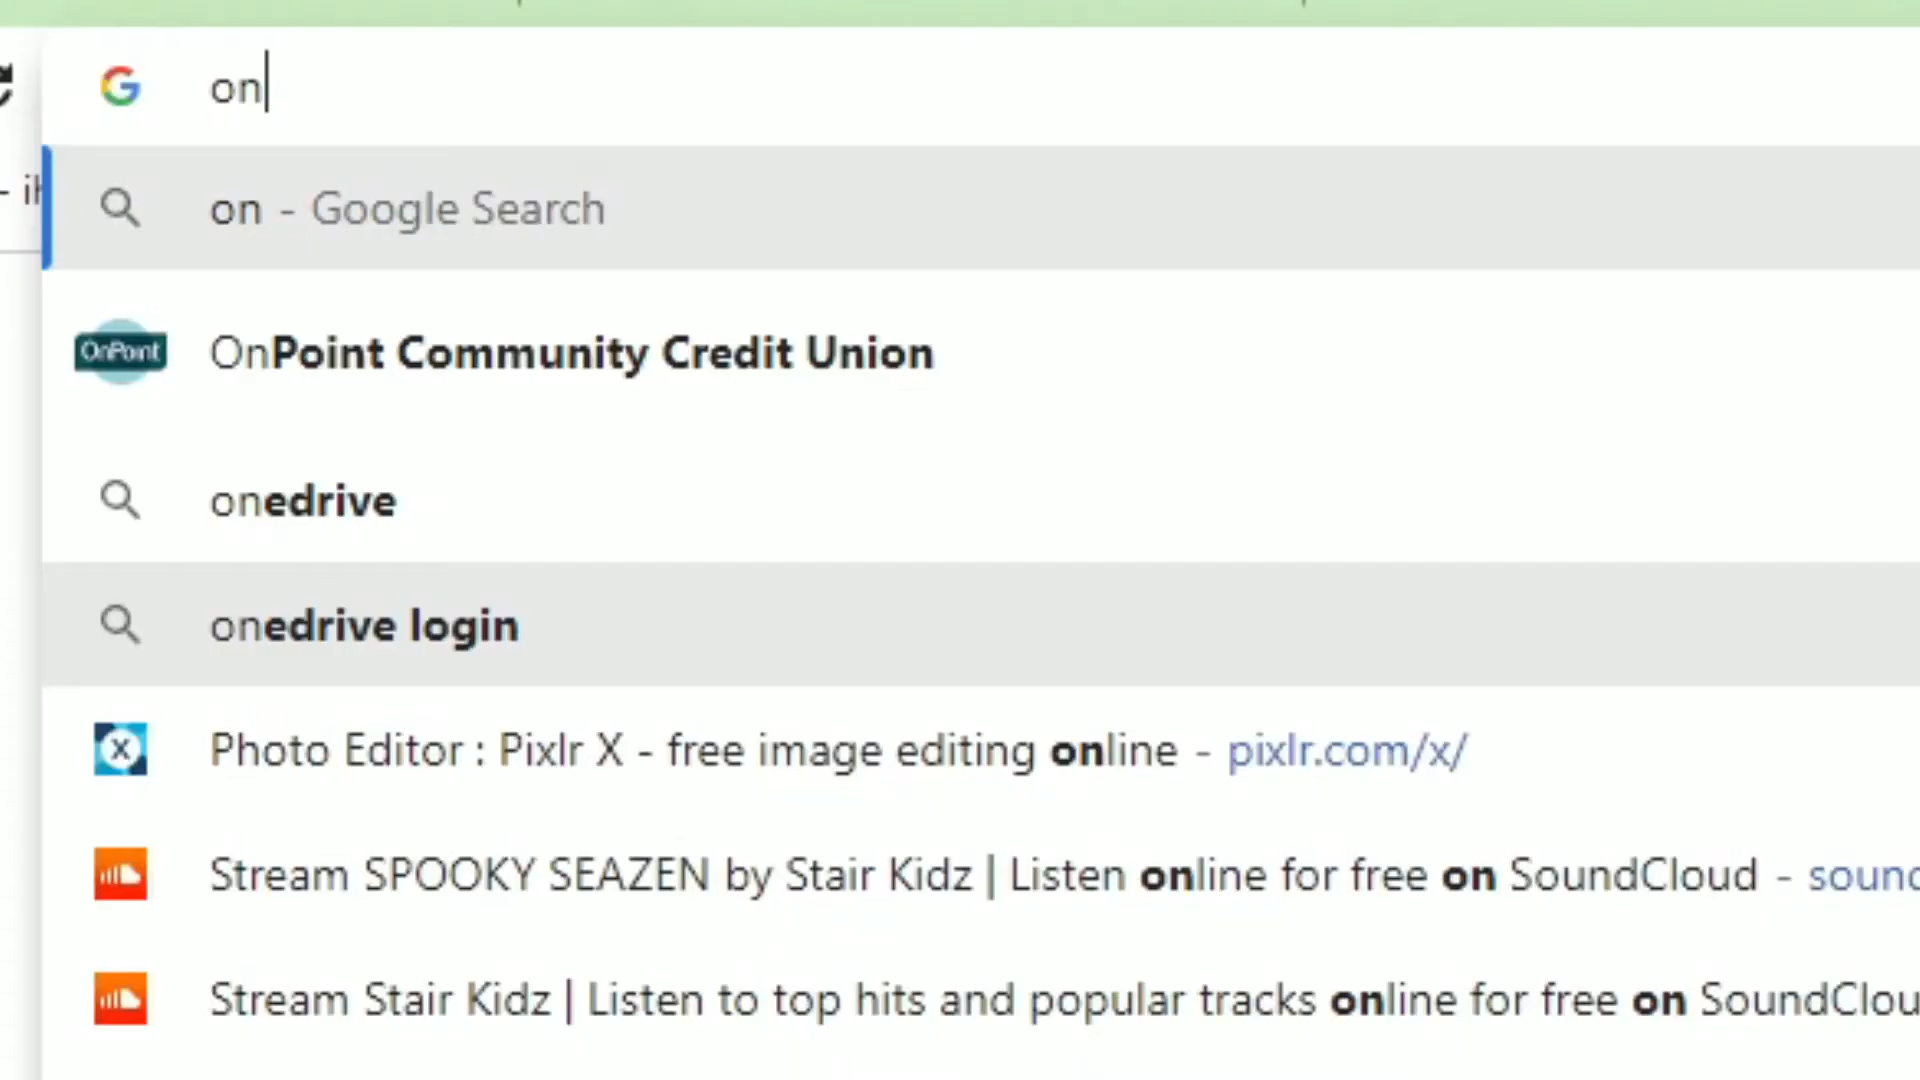 on
on - Google Search
OnPoint OnPoint Community Credit Union
onedrive
onedrive login
Photo Editor : Pixlr X - free image editing online - pixlr.com/x/
Stream SPOOKY SEAZEN by Stair Kidz | Listen online for free on SoundCloud - sound
Stream Stair Kidz | Listen to top hits and popular tracks online for free on SoundClou